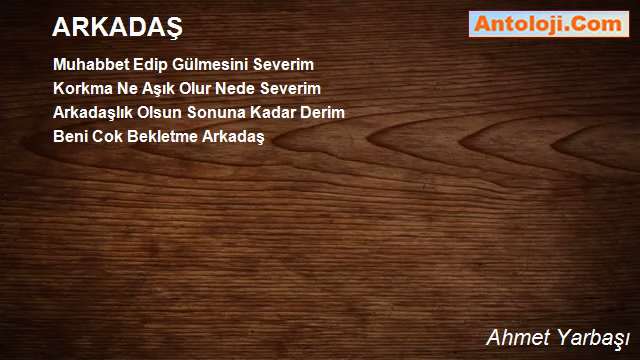 ARKADAŞ
Antoloji.Com
Muhabbet Edip Gülmesini Severim
Korkma Ne Aşık Olur Nede Severim
Arkadaşlık Olsun Sonuna Kadar Derim
Beni Cok Bekletme Arkadaş
Ahmet Yarbaşı